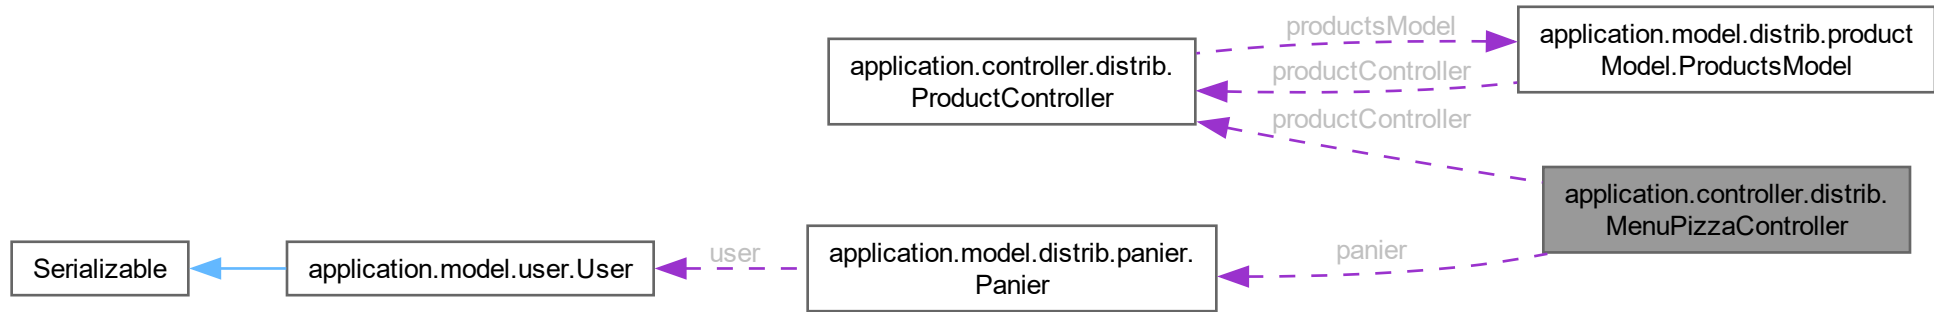 productsModel
application.model.distrib.product
Model.ProductsModel
application.controller.distrib.
ProductController
productController
productController
application.controller.distrib.
MenuPizzaController
Serializable
application.model.user.User
user
application.model.distrib.panier.
Panier
panier